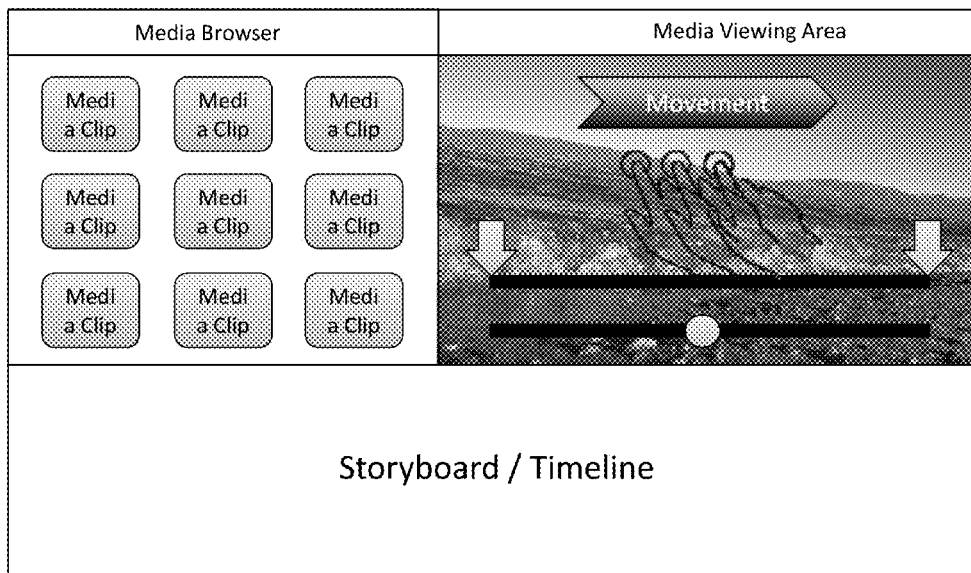 Media Browser
Media Viewing Area
Movement
Medi
a Clip
Medi
a Clip
Medi
a Clip
Medi
a Clip
Medi
a Clip
Medi
a Clip
Medi
a Clip
Medi
a Clip
Medi
a Clip
Storyboard / Timeline